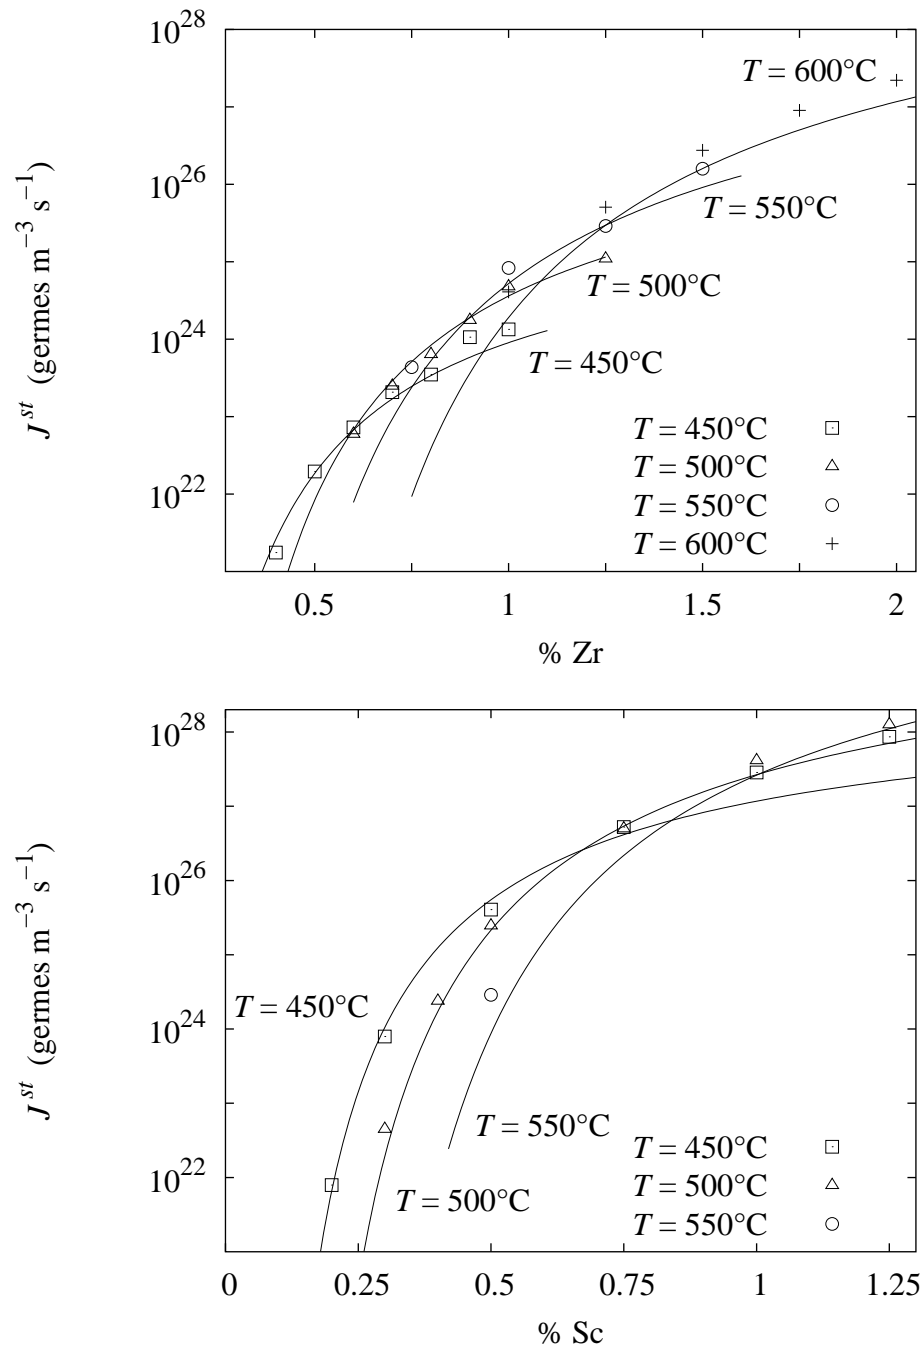 10^28
10^26
10^24
10^22
J^st (germes m^−3 s^−1)
T = 600°C
T = 550°C
T = 500°C
T = 450°C
T = 450°C
T = 500°C
T = 550°C
T = 600°C
0.5 1 1.5 2
% Zr
10^28
10^26
10^24
10^22
J^st (germes m^−3 s^−1)
T = 450°C
T = 550°C
T = 500°C
T = 450°C
T = 500°C
T = 550°C
0 0.25 0.5 0.75 1 1.25
% Sc